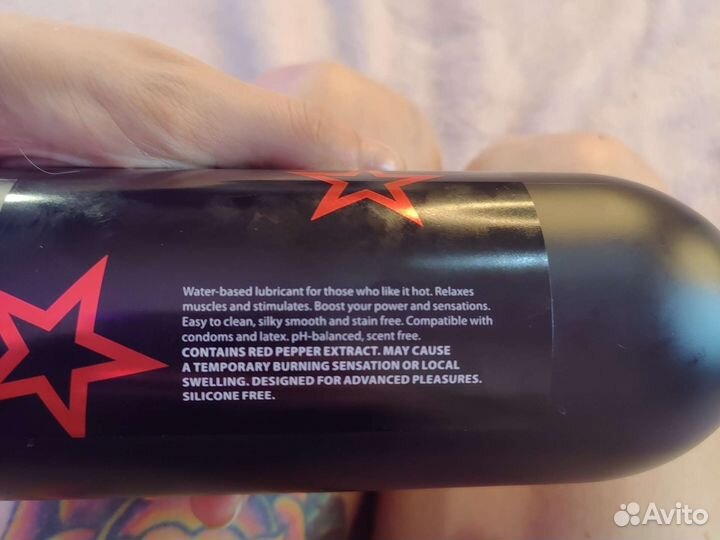 Water-based lubricant for those who like it hot. Relaxes
muscles and stimulates. Boost your power and sensations.
Easy to clean, silky smooth and stain free. Compatible with
condoms and latex. pH-balanced, scent free.
CONTAINS RED PEPPER EXTRACT. MAY CAUSE
A TEMPORARY BURNING SENSATION OR LOCAL
SWELLING. DESIGNED FOR ADVANCED PLEASURES.
SILICONE FREE.
Avito